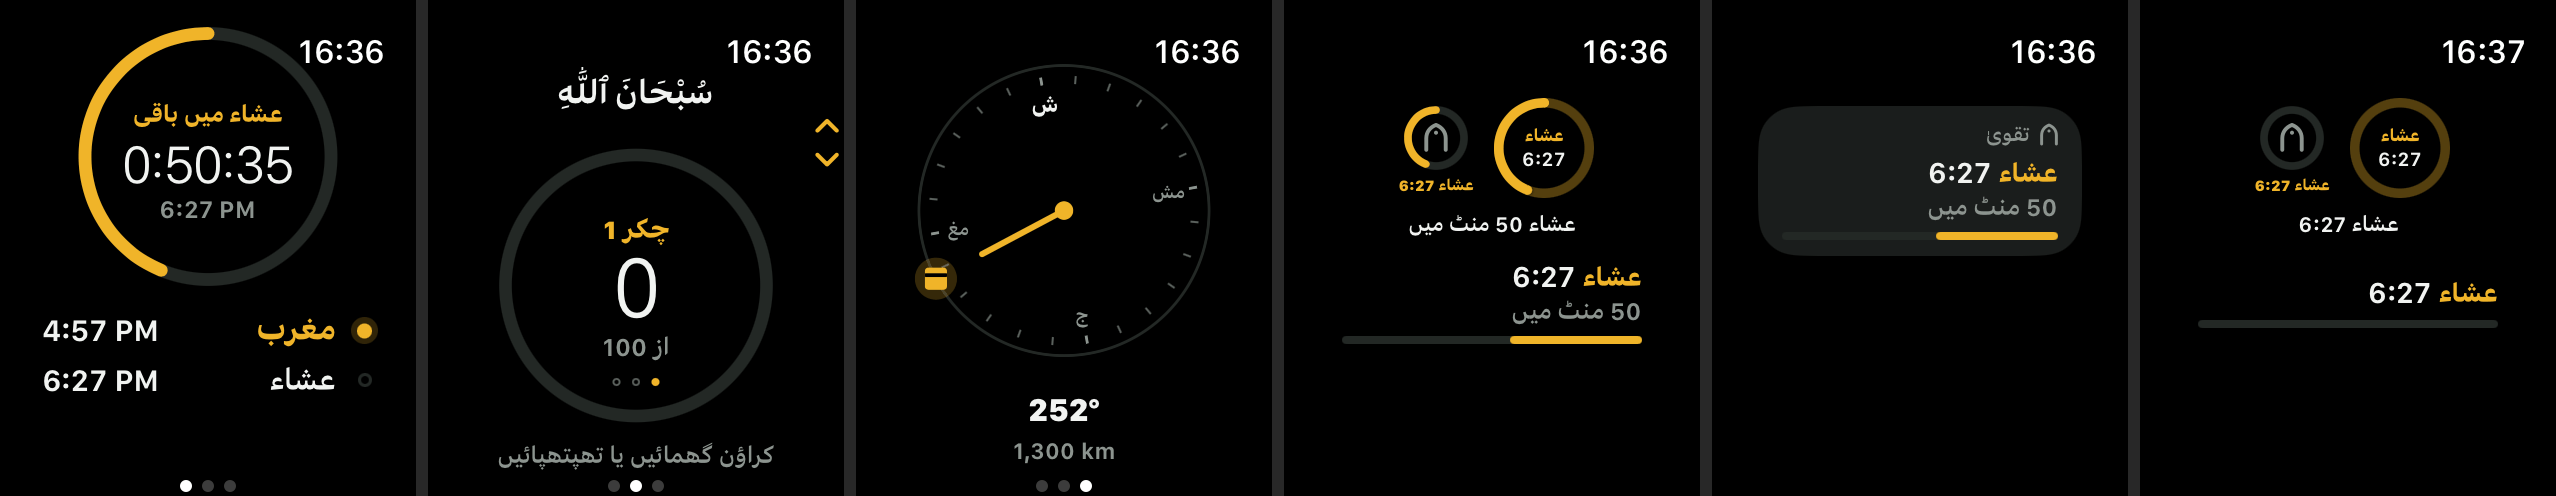 16:36
عشاء میں باقی
0:50:35
6:27 PM
مغرب 4:57 PM
عشاء 6:27 PM
16:36
سُبْحَانَ ٱللَّٰهِ
چکر 1
0
از 100
کراؤن گھمائیں یا تھپتھپائیں
16:36
ش
مش
مغ
ج
252°
1,300 km
16:36
عشاء
6:27
عشاء 6:27
عشاء 50 منٹ میں
عشاء 6:27
50 منٹ میں
16:36
تقویٰ
عشاء 6:27
50 منٹ میں
16:37
عشاء
6:27
عشاء 6:27
عشاء 6:27
عشاء 6:27